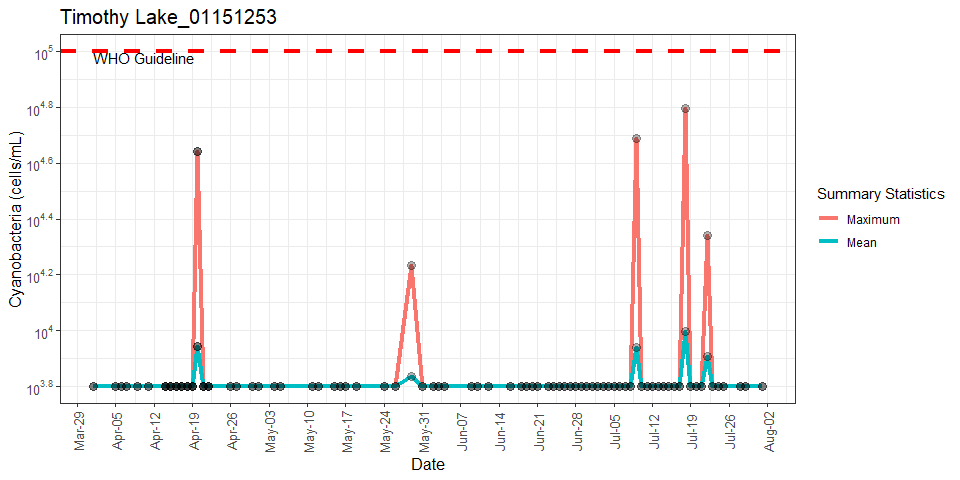 Timothy Lake_01151253
Cyanobacteria (cells/mL)
10^5
10^4.8
10^4.6
10^4.4
10^4.2
10^4
10^3.8
WHO Guideline
Mar-29
Apr-05
Apr-12
Apr-19
Apr-26
May-03
May-10
May-17
May-24
May-31
Jun-07
Jun-14
Jun-21
Jun-28
Jul-05
Jul-12
Jul-19
Jul-26
Aug-02
Date
Summary Statistics
Maximum
Mean